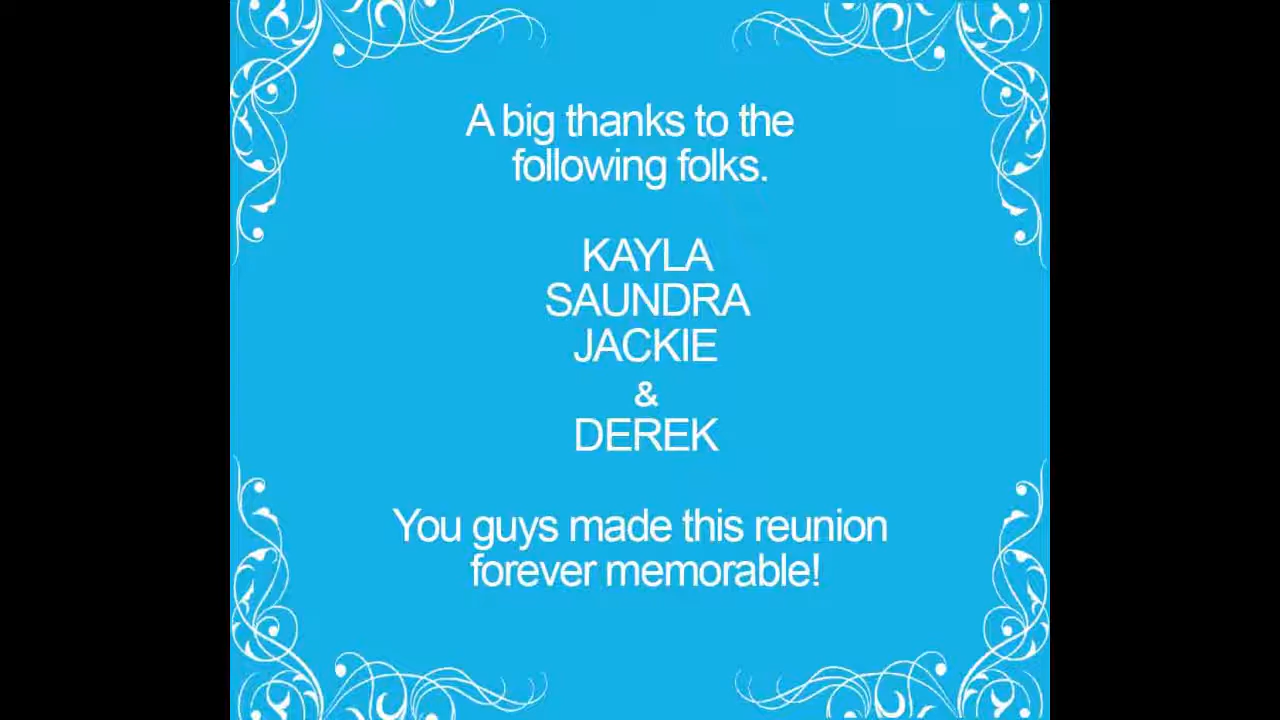 A big thanks to the
following folks.
KAYLA
SAUNDRA
JACKIE
&
DEREK
You guys made this reunion
forever memorable!